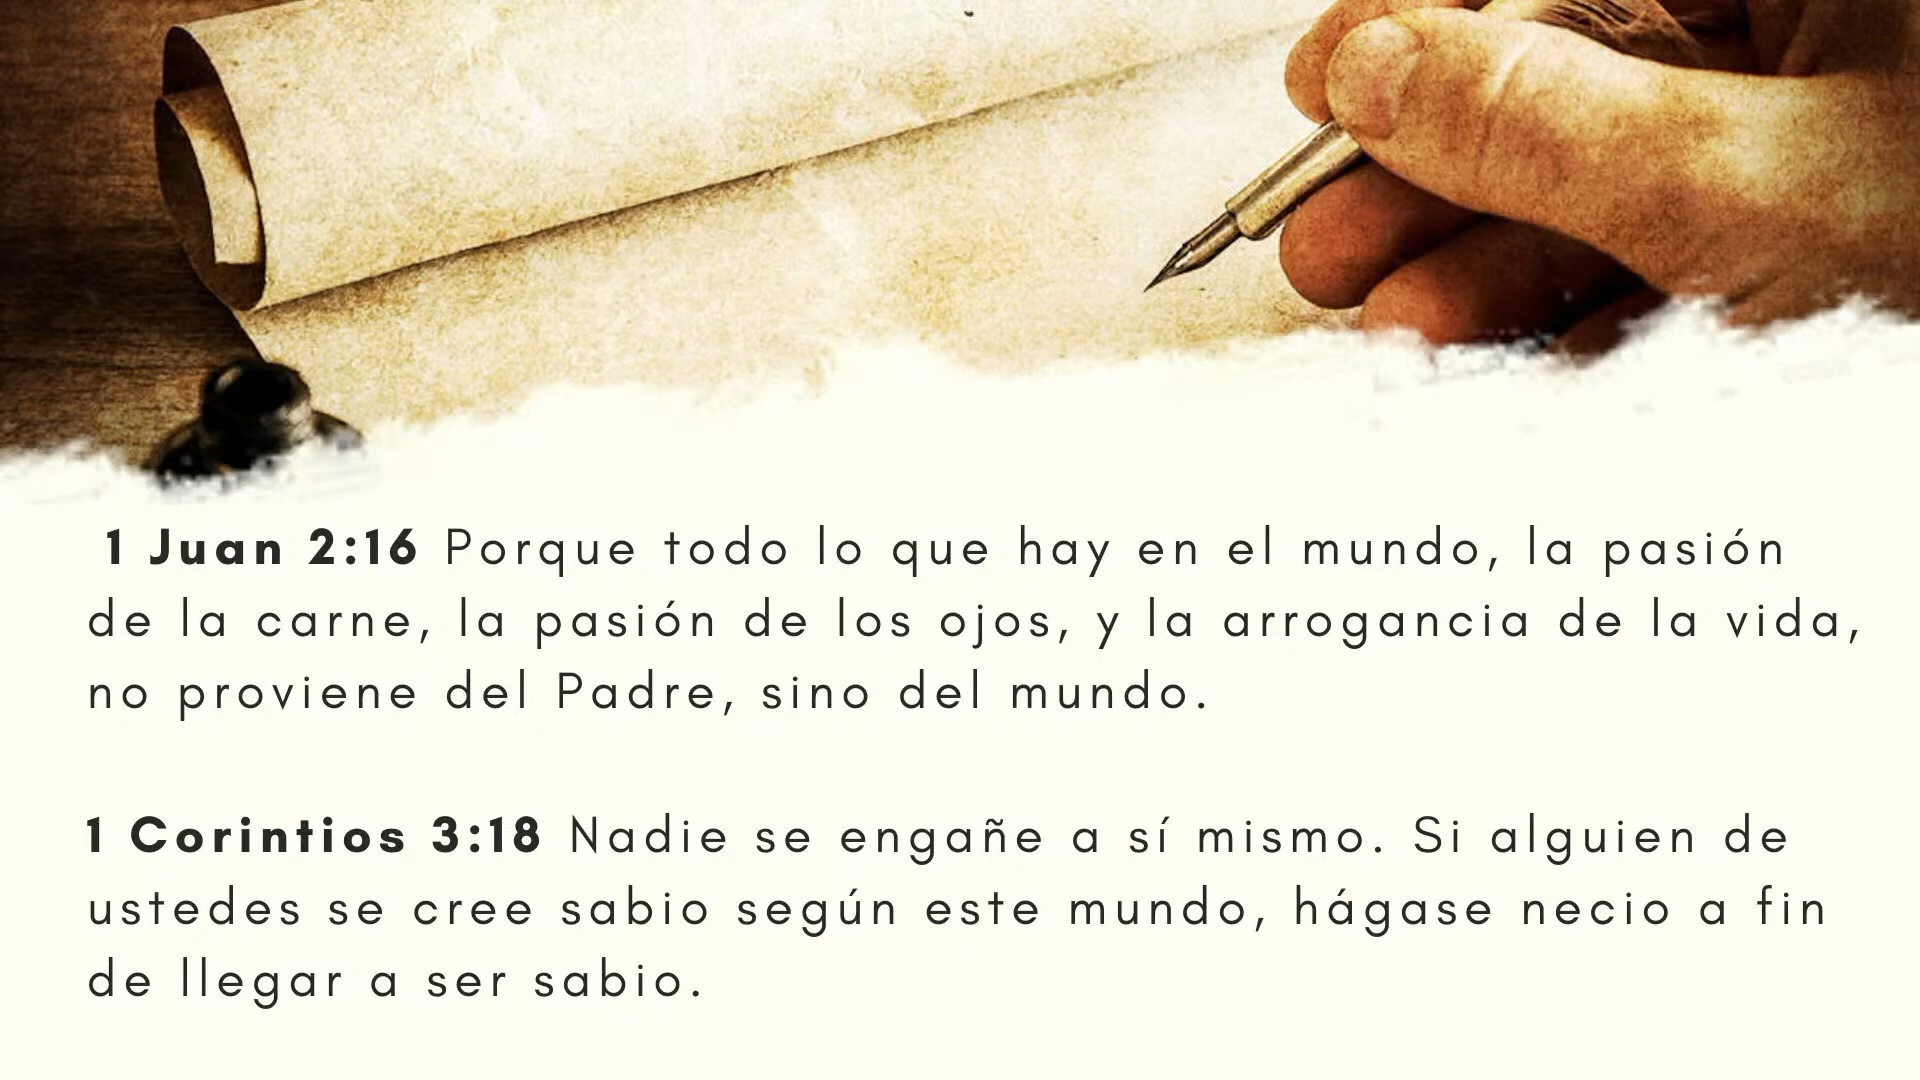 1 Juan 2:16 Porque todo lo que hay en el mundo, la pasión
de la carne, la pasión de los ojos, y la arrogancia de la vida,
no proviene del Padre, sino del mundo.
1 Corintios 3:18 Nadie se engañe a sí mismo. Si alguien de
ustedes se cree sabio según este mundo, hágase necio a fin
de llegar a ser sabio.